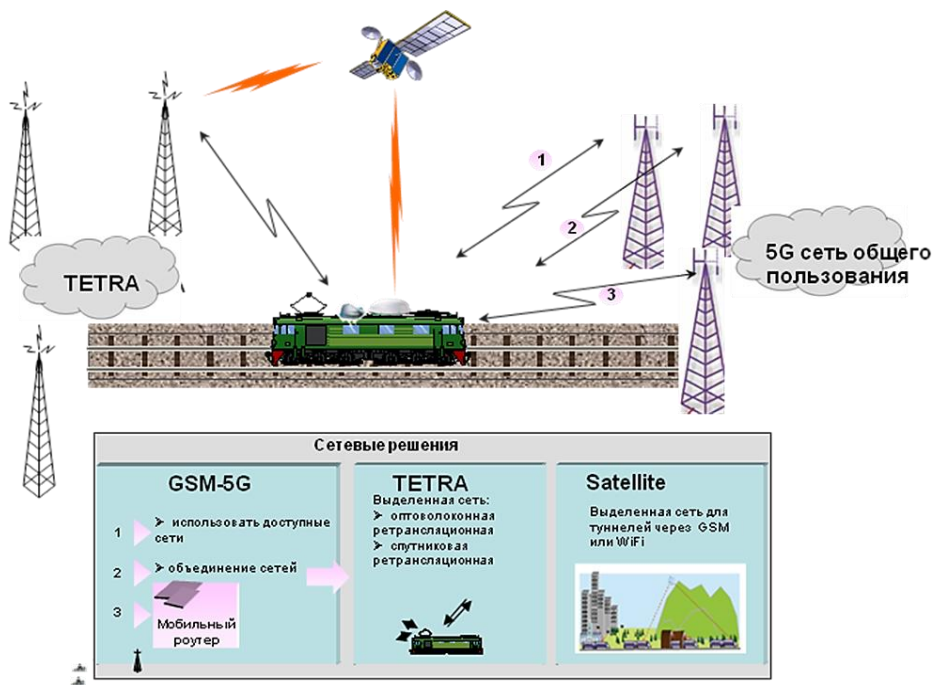 1
2
3
TETRA
5G сеть общего
пользования
Сетевые решения
GSM-5G
1
➢ использовать доступные
сети
2
➢ объединение сетей
3
Мобильный
роутер
TETRA
Выделенная сеть:
➢ оптоволоконная
ретрансляционная
➢ спутниковая
ретрансляционная
Satellite
Выделенная сеть для
туннелей через GSM
или WiFi